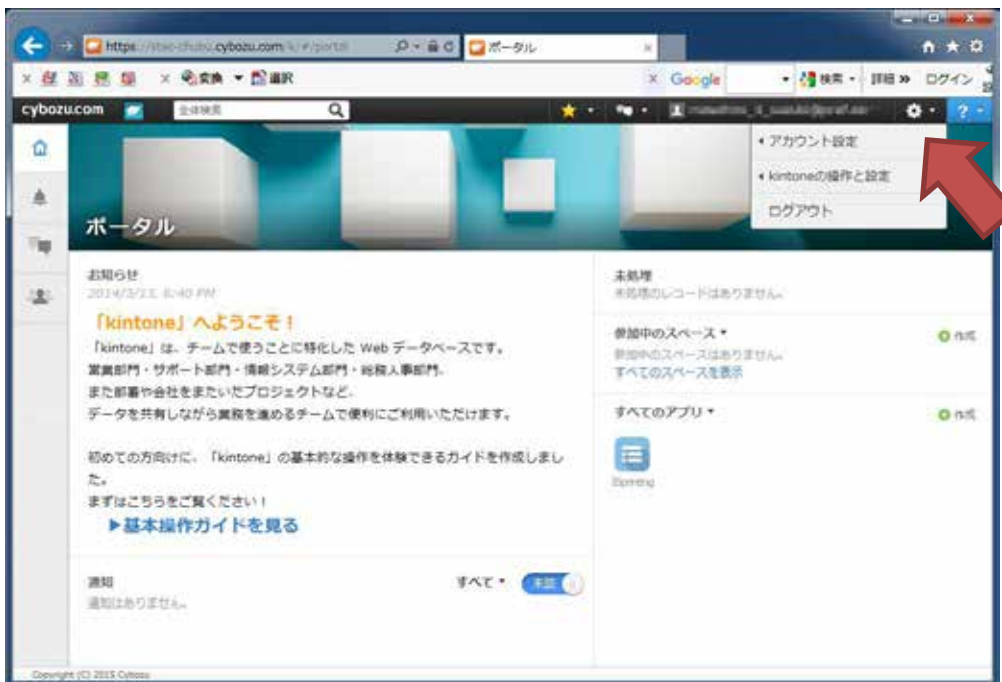 https://
cybozu.com
ポータル
変換
選択
Google
検索
詳細 »
ログイン
cybozu.com
全体検索
アカウント設定
kintoneの操作と設定
ログアウト
ポータル
お知らせ
「kintone」へようこそ！
「kintone」は、チームで使うことに特化した Web データベースです。
営業部門・サポート部門・情報システム部門・総務人事部門、
また部署や会社をまたいだプロジェクトなど、
データを共有しながら業務を進めるチームで便利にご利用いただけます。
初めての方向けに、「kintone」の基本的な操作を体験できるガイドを作成しまし
た。
まずはこちらをご覧ください！
▶基本操作ガイドを見る
通知
すべて
未読
通知はありません。
未処理
未処理のレコードはありません。
参加中のスペース
作成
参加中のスペースはありません。
すべてのスペースを表示
すべてのアプリ
作成
Copyright (C) 2015 Cybozu